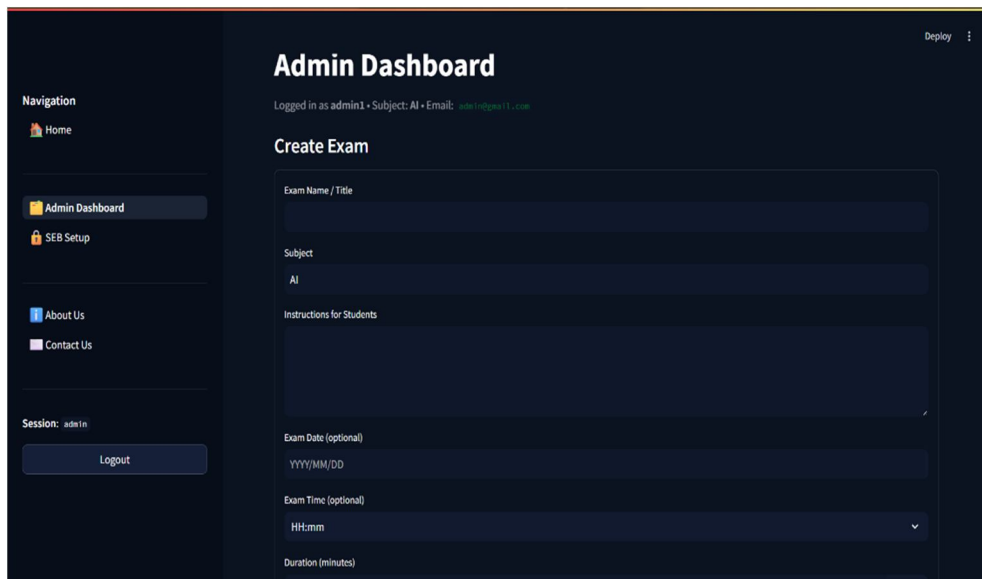 Deploy
Navigation
Home
Admin Dashboard
SEB Setup
About Us
Contact Us
Session: admin
Logout
Admin Dashboard
Logged in as admin1 • Subject: AI • Email: admin@gmail.com
Create Exam
Exam Name / Title
Subject
AI
Instructions for Students
Exam Date (optional)
YYYY/MM/DD
Exam Time (optional)
HH:mm
Duration (minutes)